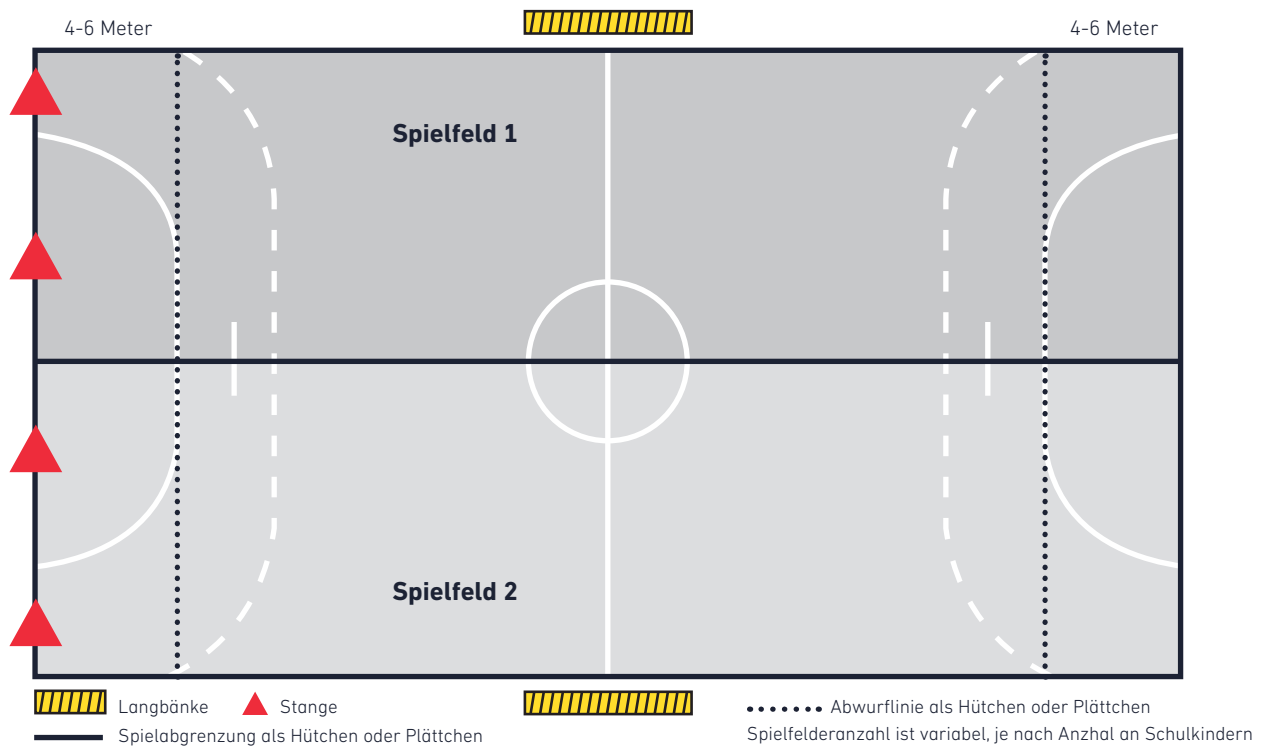 4-6 Meter
4-6 Meter
Spielfeld 1
Spielfeld 2
Langbänke
Stange
Abwurflinie als Hütchen oder Plättchen
Spielabgrenzung als Hütchen oder Plättchen
Spielfelderanzahl ist variabel, je nach Anzhal an Schulkindern